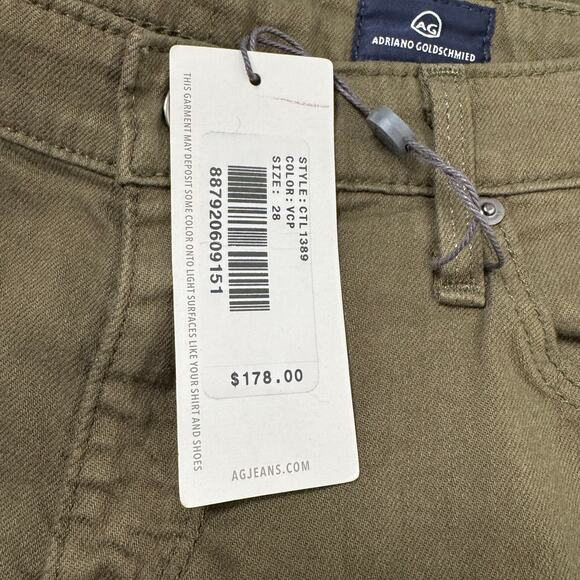 AG
ADRIANO GOLDSCHMIED
THIS GARMENT MAY DEPOSIT SOME COLOR ONTO LIGHT SURFACES LIKE YOUR SHIRT AND SHOES
STYLE: CTL1389
COLOR: VCP
SIZE: 28
887920609151
$178.00
AGJEANS.COM